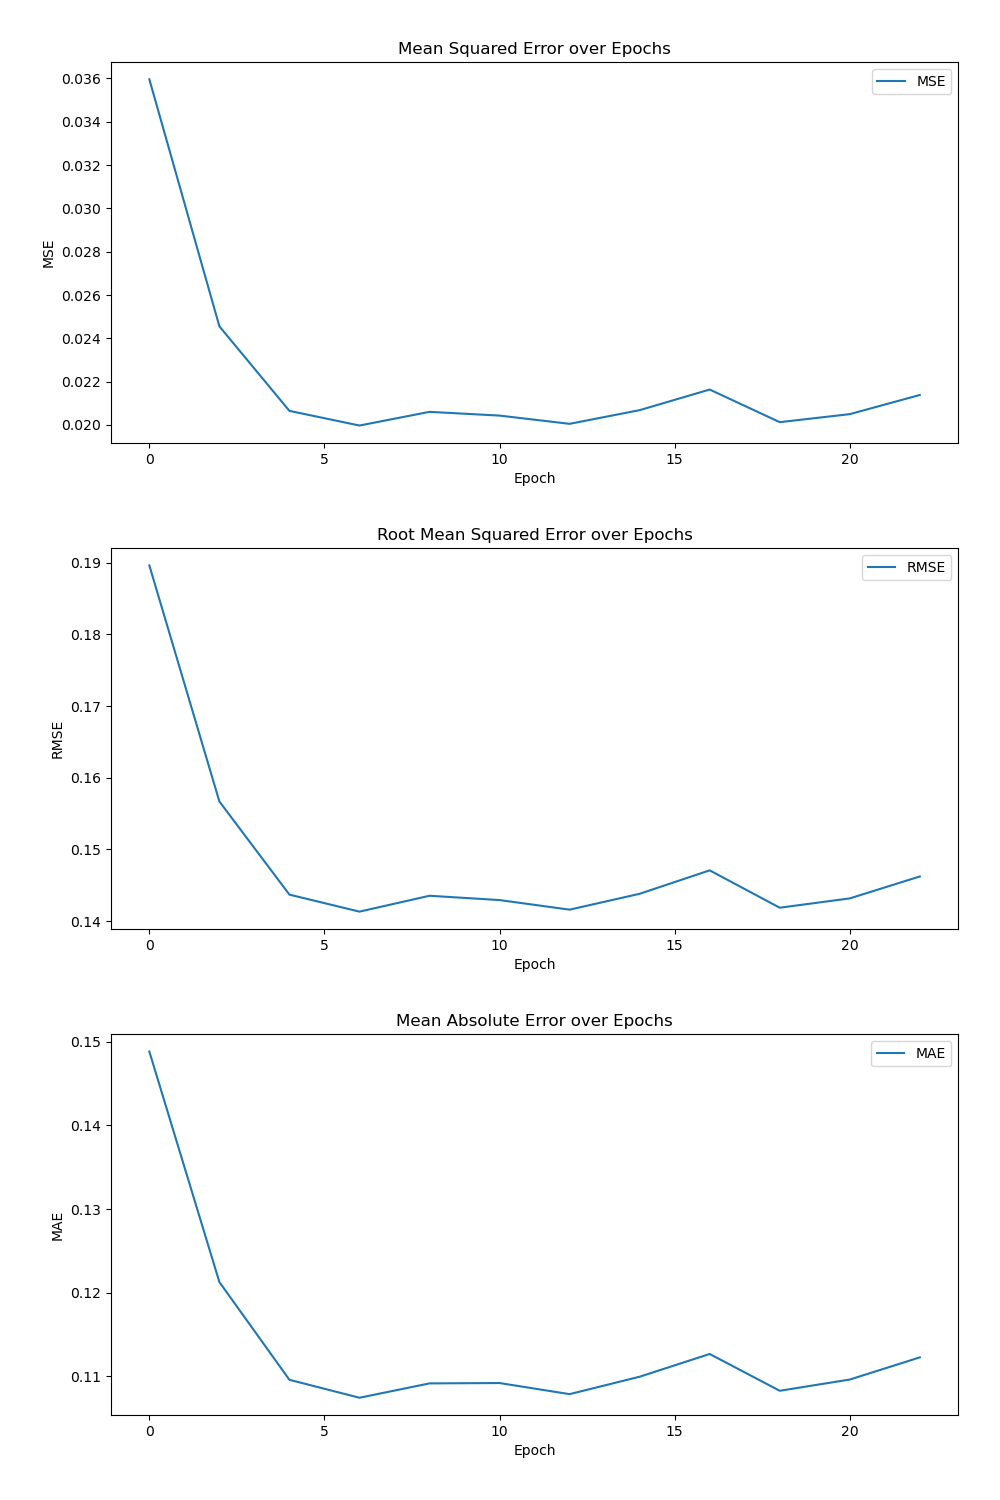 Mean Squared Error over Epochs
MSE
0.036
0.034
0.032
0.030
0.028
0.026
0.024
0.022
0.020
MSE
0 5 10 15 20
Epoch
Root Mean Squared Error over Epochs
RMSE
0.19
0.18
0.17
0.16
0.15
0.14
RMSE
0 5 10 15 20
Epoch
Mean Absolute Error over Epochs
MAE
0.15
0.14
0.13
0.12
0.11
MAE
0 5 10 15 20
Epoch